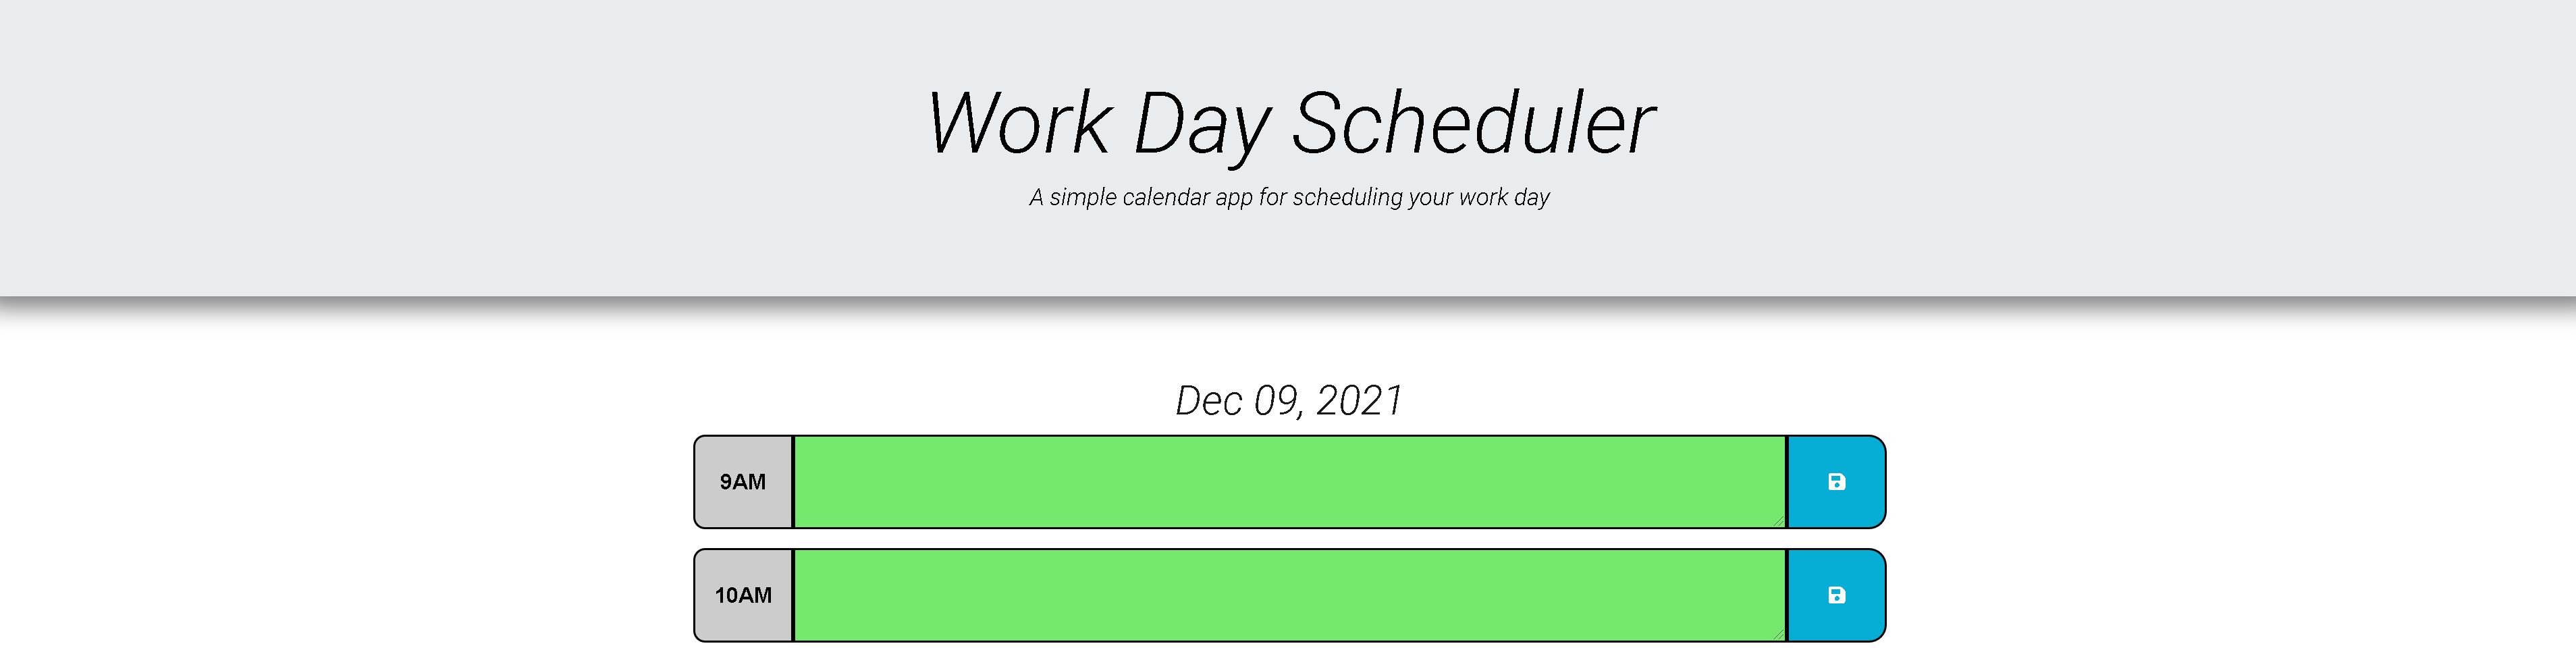 Work Day Scheduler
A simple calendar app for scheduling your work day
Dec 09, 2021
9AM
10AM